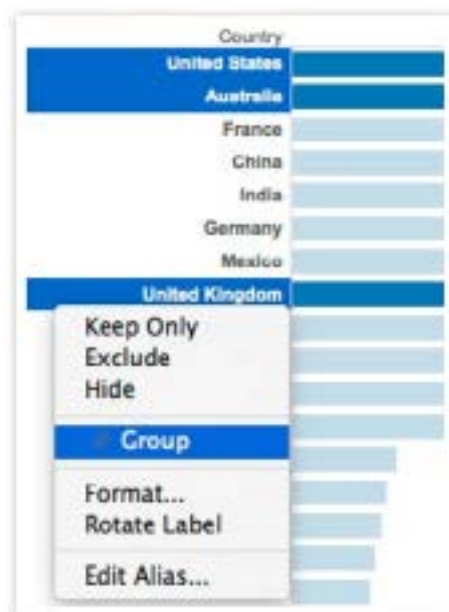 Country
United States
Australia
France
China
India
Germany
Mexico
United Kingdom
Keep Only
Exclude
Hide
Group
Format...
Rotate Label
Edit Alias...